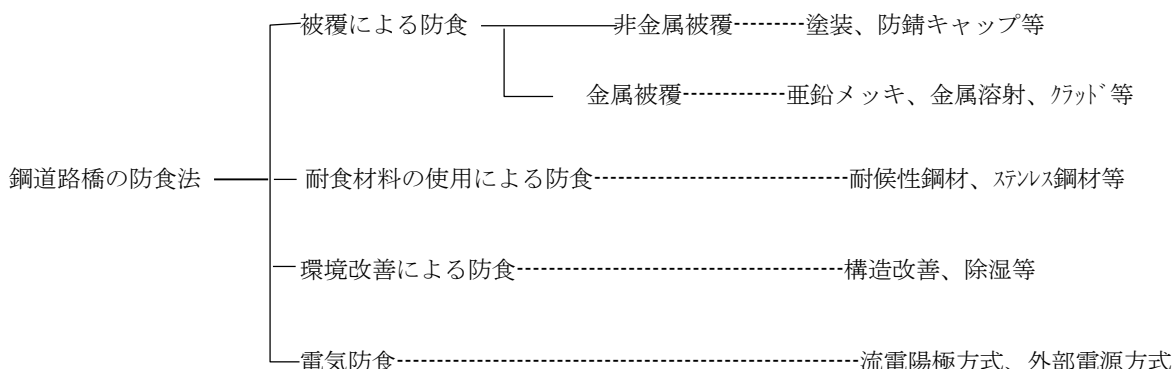 被覆による防食 非金属被覆 塗装、防錆キャップ等
金属被覆 亜鉛メッキ、金属溶射、ｸﾗｯﾄﾞ等
鋼道路橋の防食法 耐食材料の使用による防食 耐候性鋼材、ｽﾃﾝﾚｽ鋼材等
環境改善による防食 構造改善、除湿等
電気防食 流電陽極方式、外部電源方式